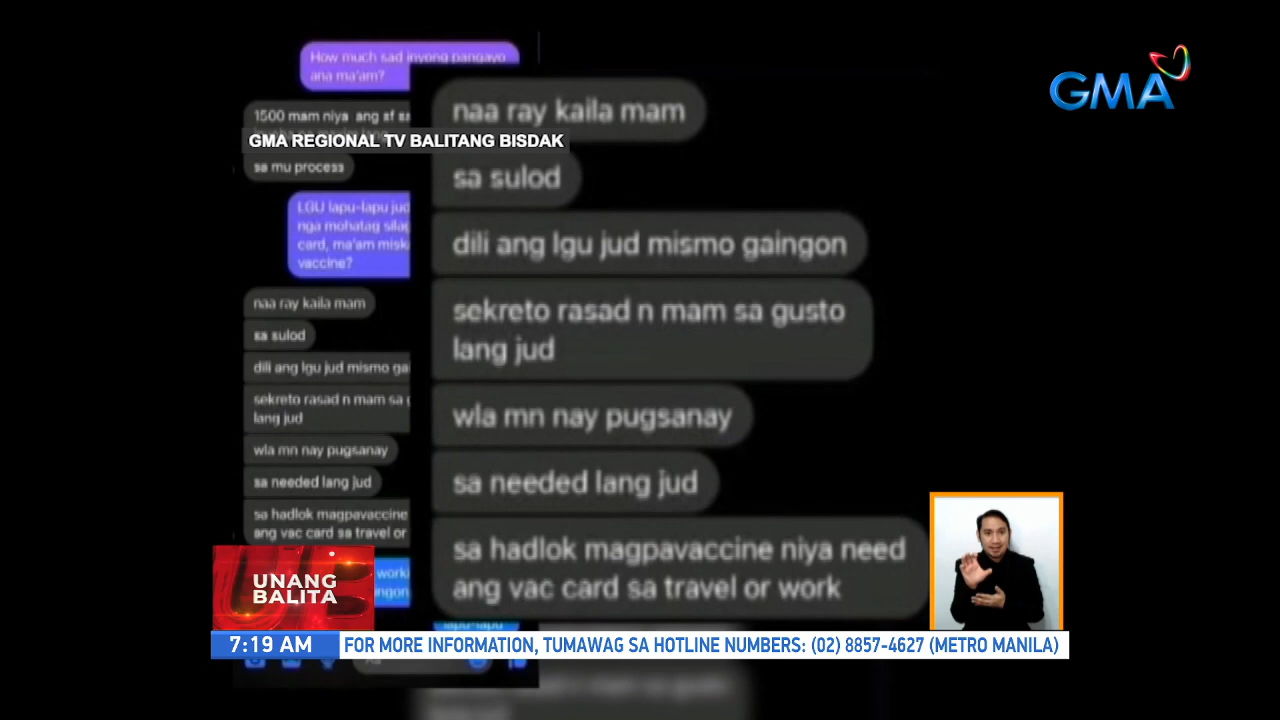 How much sad inyong pangayo
ana ma'am?
1500 mam niya ang sf sa
sa mu process
LGU lapu-lapu jud
nga mohatag
card, ma'am
vaccine?
naa ray kaila mam
sa sulod
dili ang lgu jud mismo
sekreto rasad n mam sa
lang jud
wla mn nay pugsanay
sa needed lang jud
sa hadlok magpavaccine
ang vac card sa travel or
GMA REGIONAL TV BALITANG BISDAK
naa ray kaila mam
sa sulod
dili ang lgu jud mismo gaingon
sekreto rasad n mam sa gusto
lang jud
wla mn nay pugsanay
sa needed lang jud
sa hadlok magpavaccine niya need
ang vac card sa travel or work
lapu-lapu
GMA
UNANG
BALITA
7:19 AM
FOR MORE INFORMATION, TUMAWAG SA HOTLINE NUMBERS: (02) 8857-4627 (METRO MANILA)